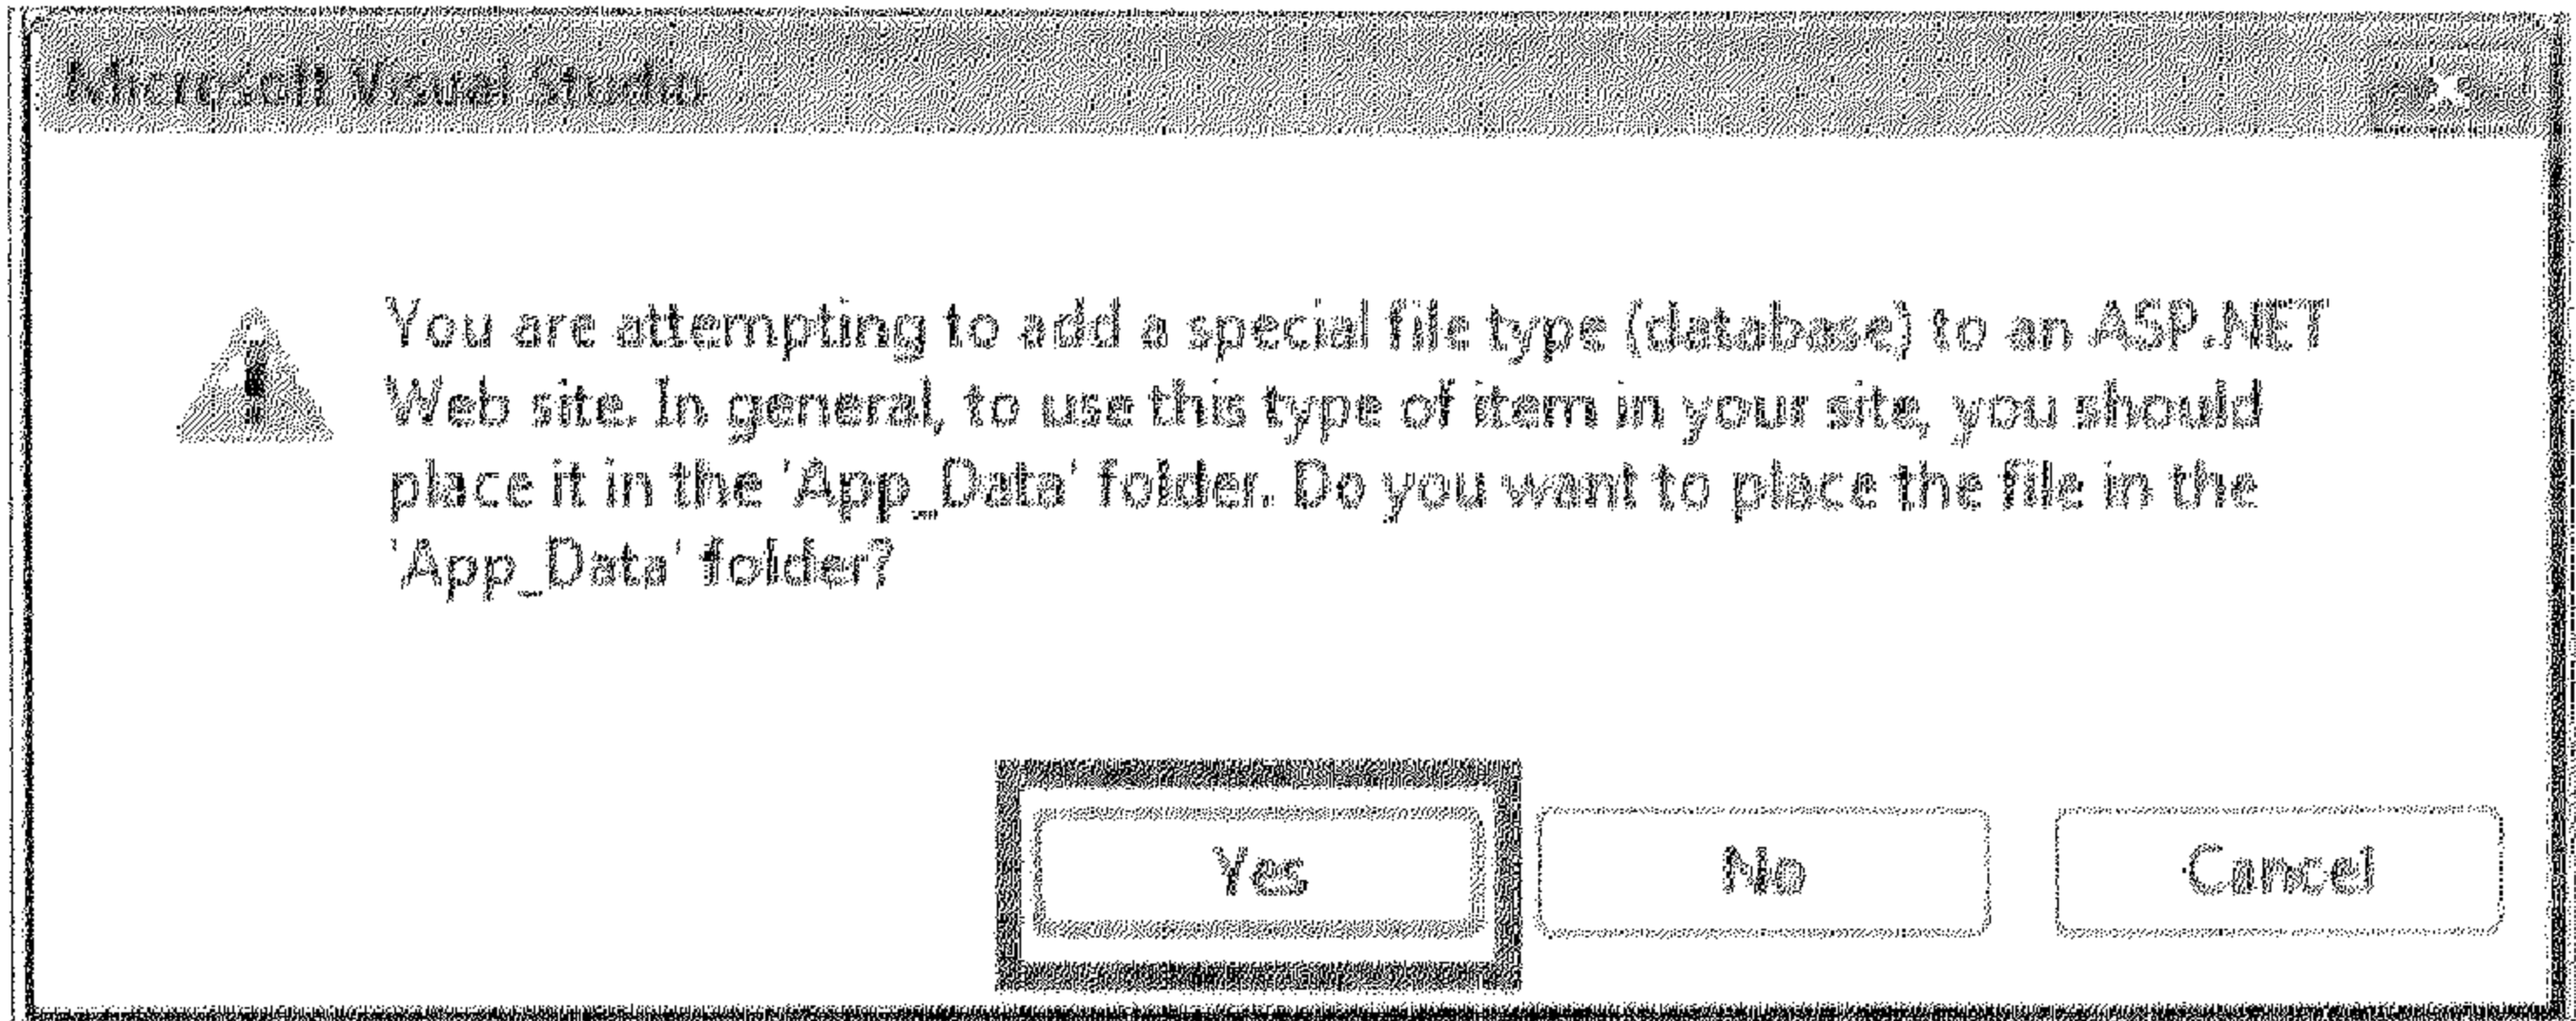 Microsoft Visual Studio
You are attempting to add a special file type (database) to an ASP.NET
Web site. In general, to use this type of item in your site, you should
place it in the 'App_Data' folder. Do you want to place the file in the
'App_Data' folder?
Yes
No
Cancel